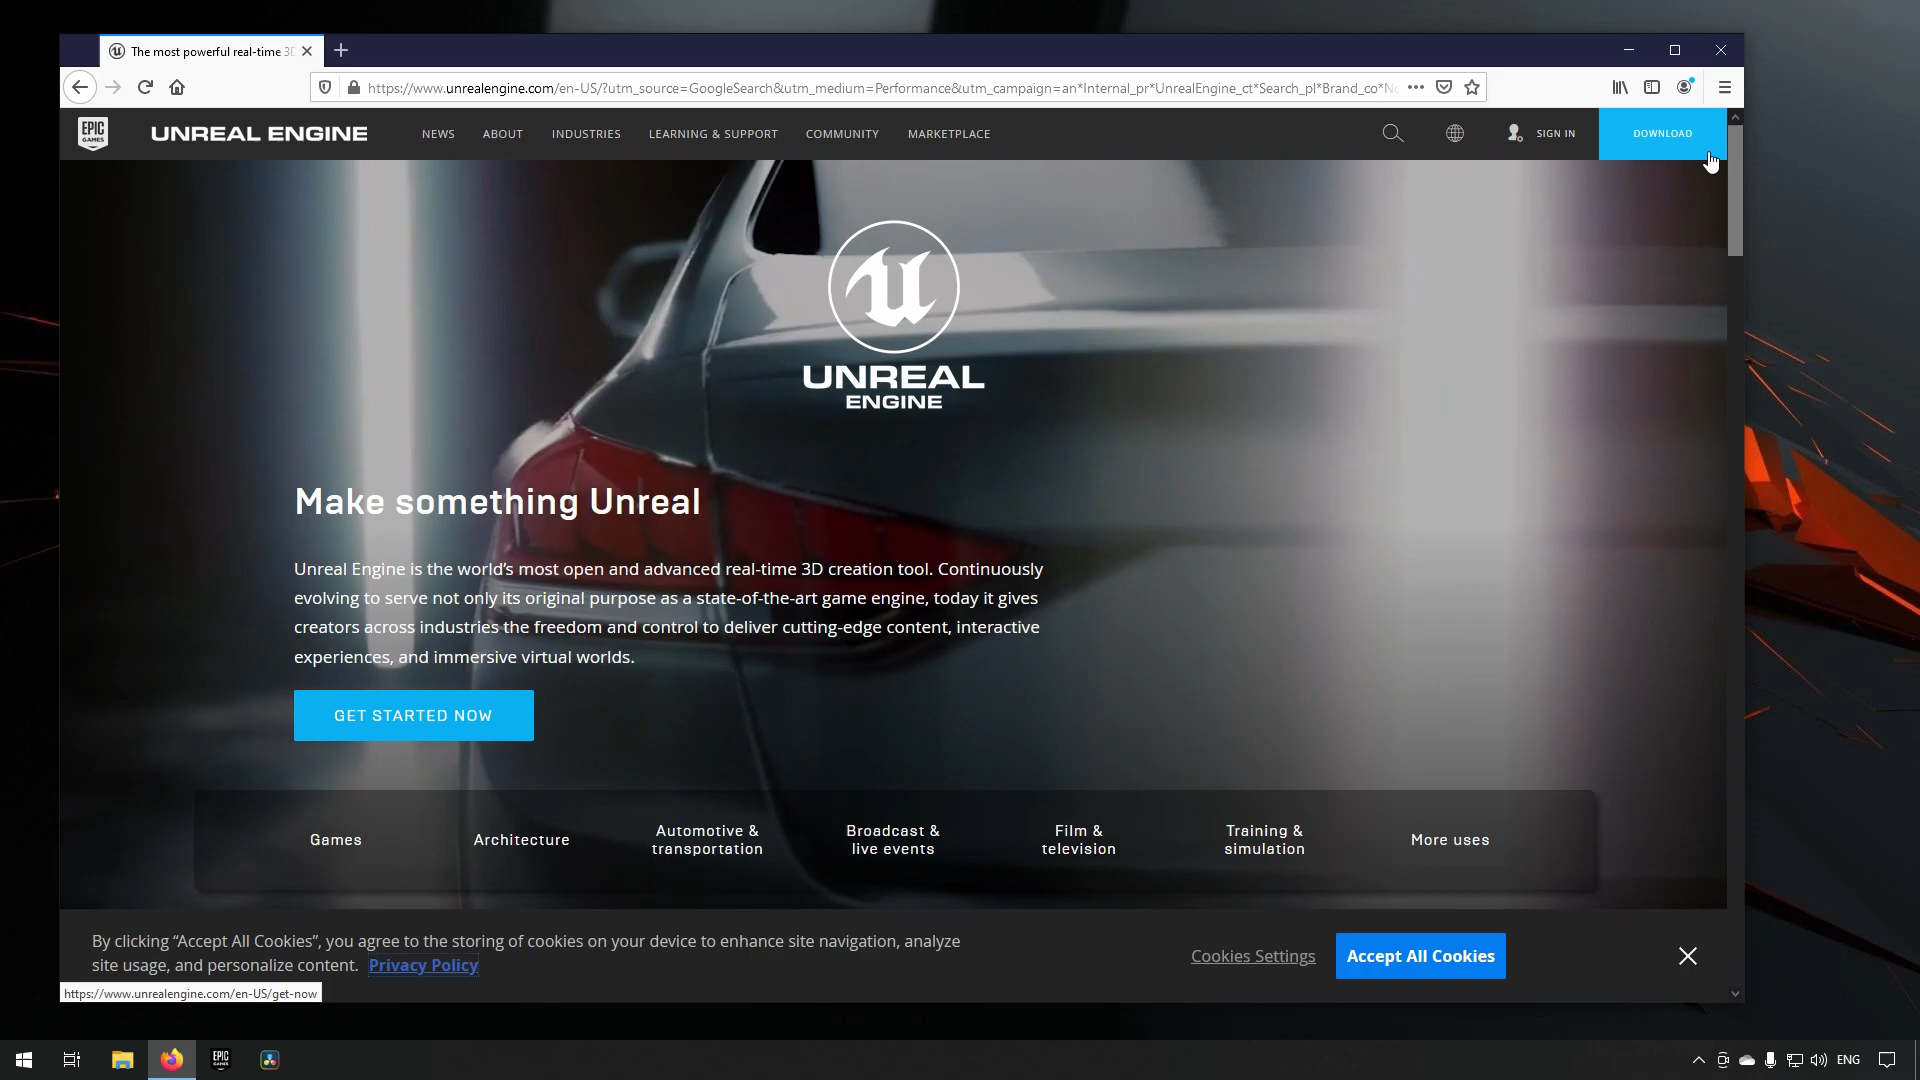 The most powerful real-time 3D
https://www.unrealengine.com/en-US/?utm_source=GoogleSearch&utm_medium=Performance&utm_campaign=an*Internal_pr*UnrealEngine_ct*Search_pl*Brand_co*No
EPIC GAMES
UNREAL ENGINE
NEWS ABOUT INDUSTRIES LEARNING & SUPPORT COMMUNITY MARKETPLACE
SIGN IN
DOWNLOAD
UNREAL
ENGINE
Make something Unreal
Unreal Engine is the world’s most open and advanced real-time 3D creation tool. Continuously
evolving to serve not only its original purpose as a state-of-the-art game engine, today it gives
creators across industries the freedom and control to deliver cutting-edge content, interactive
experiences, and immersive virtual worlds.
GET STARTED NOW
Games
Architecture
Automotive &
transportation
Broadcast &
live events
Film &
television
Training &
simulation
More uses
By clicking “Accept All Cookies”, you agree to the storing of cookies on your device to enhance site navigation, analyze
site usage, and personalize content. Privacy Policy
Cookies Settings
Accept All Cookies
https://www.unrealengine.com/en-US/get-now
EPIC GAMES
ENG